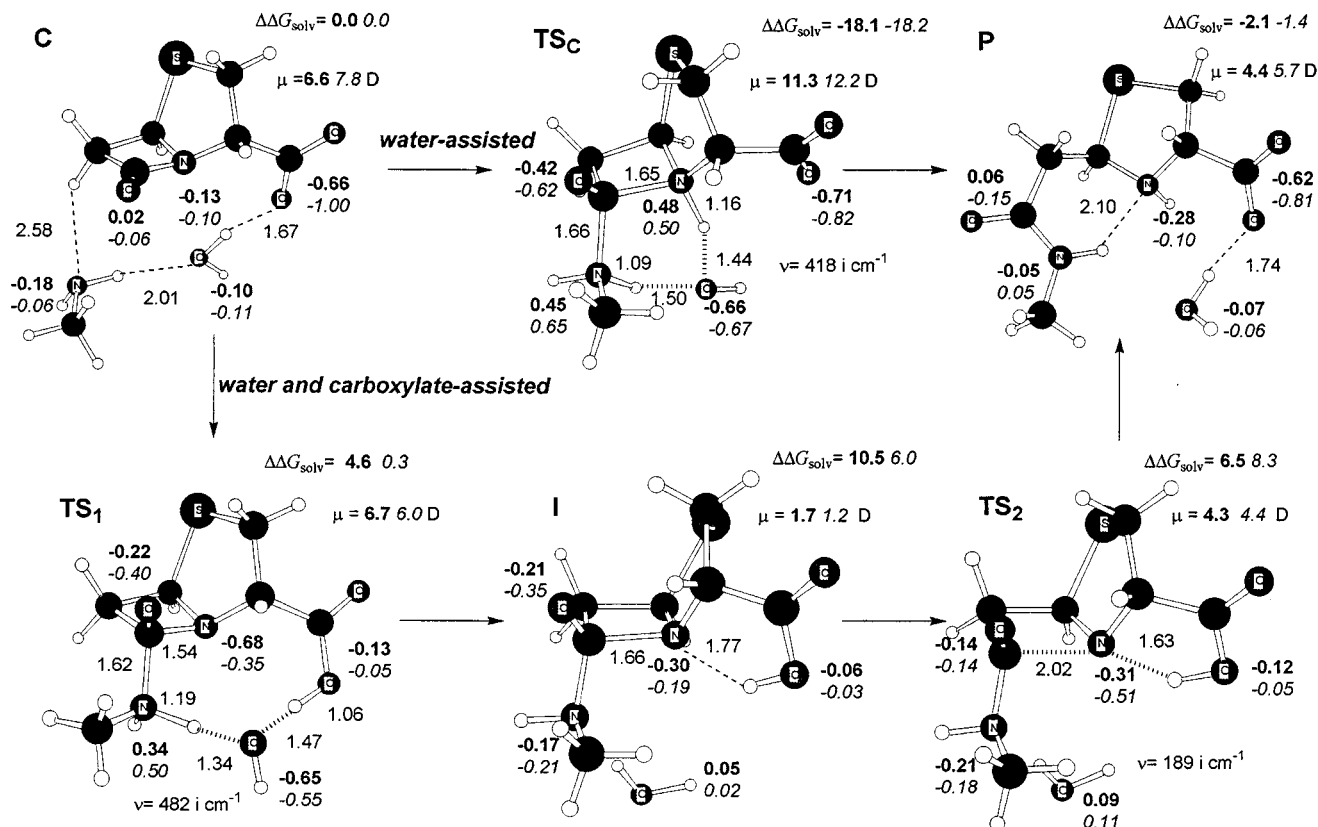 C
ΔΔGsolv= 0.0 0.0
μ =6.6 7.8 D
S
N
O
O
O
0.02
-0.06
-0.13
-0.10
-0.66
-1.00
2.58
1.67
O
N
-0.18
-0.06
2.01
-0.10
-0.11
water-assisted
TSC
ΔΔGsolv= -18.1 -18.2
μ = 11.3 12.2 D
S
-0.42
-0.62
O
1.65
N
O
O
0.48
0.50
1.16
-0.71
-0.82
1.66
1.44
ν= 418 i cm-1
1.09
N
1.50
O
0.45
0.65
-0.66
-0.67
P
ΔΔGsolv= -2.1 -1.4
μ = 4.4 5.7 D
S
O
0.06
-0.15
N
2.10
-0.28
-0.10
-0.62
-0.81
O
O
N
-0.05
0.05
1.74
O
-0.07
-0.06
water and carboxylate-assisted
TS1
ΔΔGsolv= 4.6 0.3
μ = 6.7 6.0 D
S
-0.22
-0.40
O
O
N
-0.68
-0.35
1.54
1.62
-0.13
-0.05
O
1.19
N
1.06
1.47
0.34
0.50
1.34
O
-0.65
-0.55
ν= 482 i cm-1
I
ΔΔGsolv= 10.5 6.0
μ = 1.7 1.2 D
-0.21
-0.35
O
O
N
1.66
1.77
-0.30
-0.19
O
-0.06
-0.03
N
-0.17
-0.21
0.05
0.02
O
TS2
ΔΔGsolv= 6.5 8.3
μ = 4.3 4.4 D
S
O
O
-0.14
-0.14
N
1.63
2.02
-0.31
-0.51
O
-0.12
-0.05
N
-0.21
-0.18
ν= 189 i cm-1
O
0.09
0.11